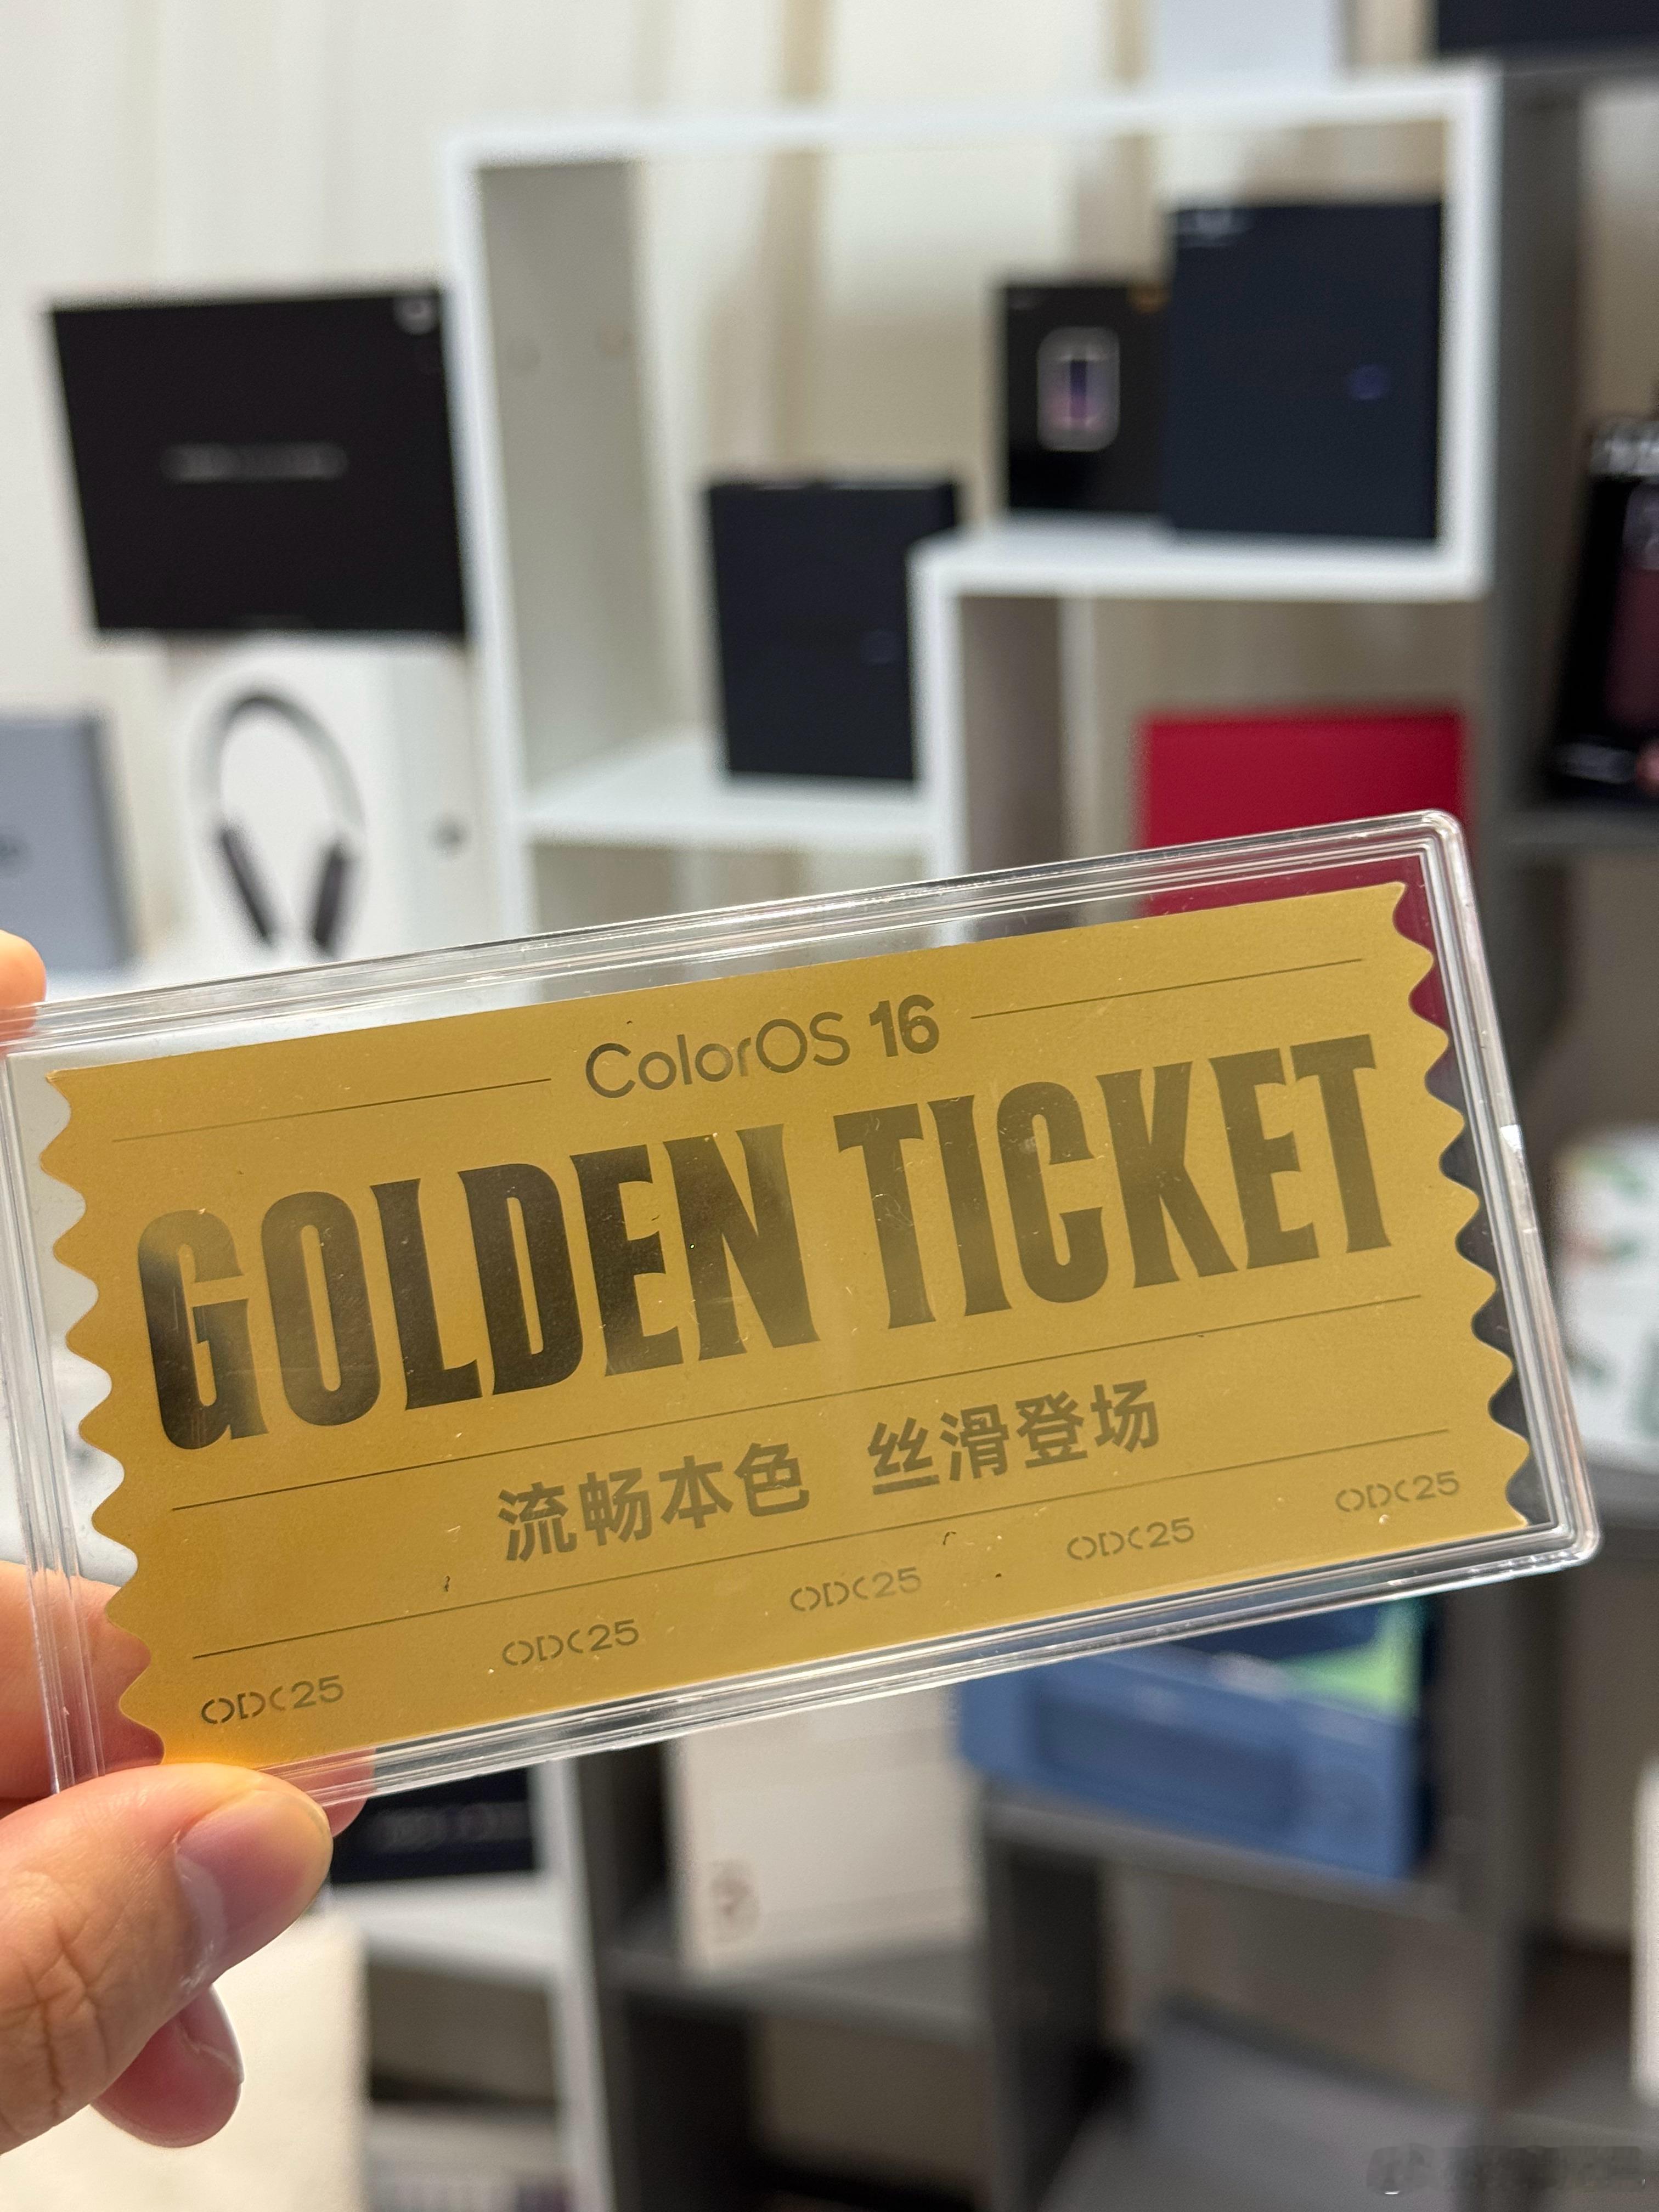 ColorOS 16
GOLDEN TICKET
流畅本色 丝滑登场
ODC25 ODC25 ODC25 ODC25 ODC25